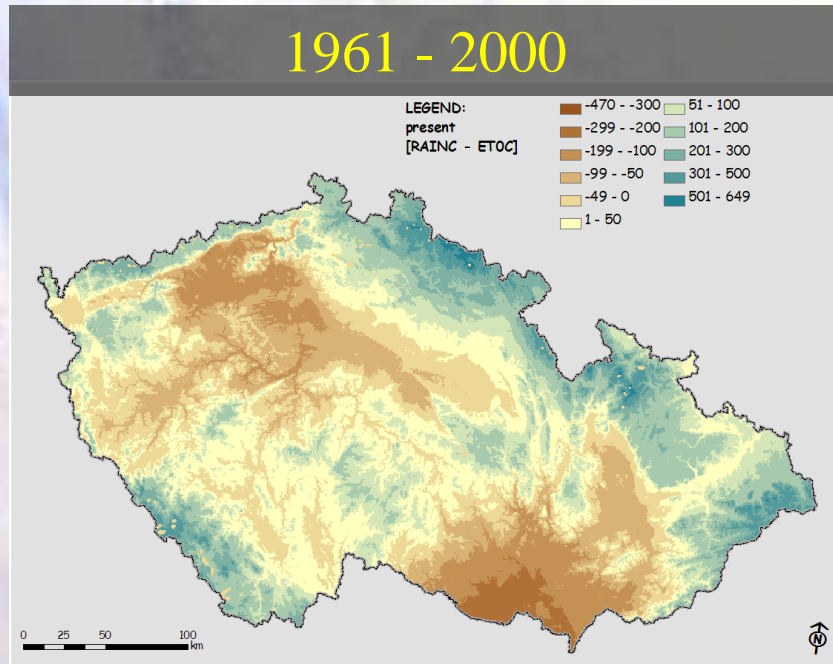 1961 - 2000
LEGEND:
present
[RAINC - ET0C]
-470 - -300
-299 - -200
-199 - -100
-99 - -50
-49 - 0
1 - 50
51 - 100
101 - 200
201 - 300
301 - 500
501 - 649
0 25 50 100
km
N